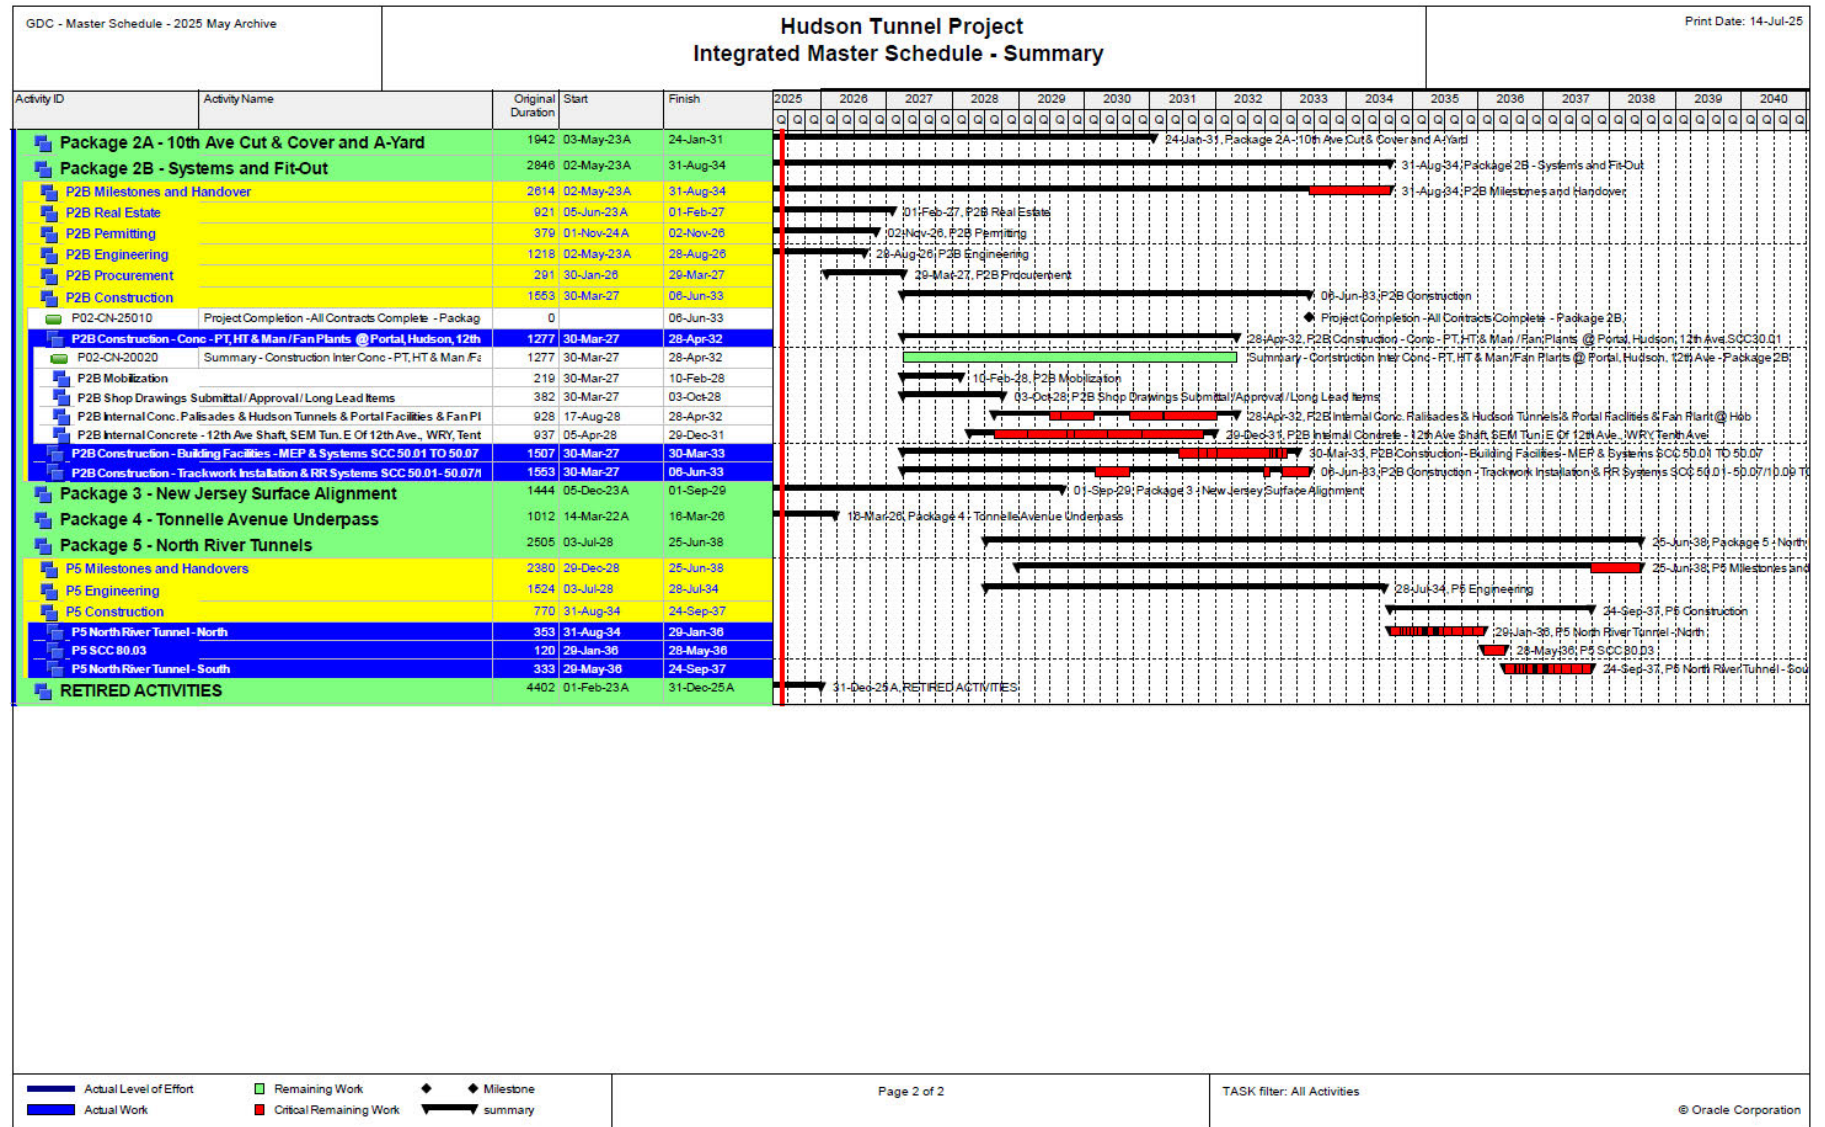 GDC - Master Schedule - 2025 May Archive
Hudson Tunnel Project
Integrated Master Schedule - Summary
Print Date: 14-Jul-25
Activity ID Activity Name Original Duration Start Finish 2025 2026 2027 2028 2029 2030 2031 2032 2033 2034 2035 2036 2037 2038 2039 2040
Q Q Q Q Q Q Q Q Q Q Q Q Q Q Q Q Q Q Q Q Q Q Q Q Q Q Q Q Q Q Q Q Q Q Q Q Q Q Q Q Q Q Q Q Q Q Q Q Q Q Q Q Q Q Q Q Q Q Q Q Q Q Q
Package 2A - 10th Ave Cut & Cover and A-Yard 1942 03-May-23A 24-Jan-31 24-Jan-31, Package 2A - 10th Ave Cut & Cover and A-Yard
Package 2B - Systems and Fit-Out 2846 02-May-23A 31-Aug-34 31-Aug-34, Package 2B - Systems and Fit-Out
P2B Milestones and Handover 2614 02-May-23A 31-Aug-34 31-Aug-34, P2B Milestones and Handover
P2B Real Estate 921 05-Jun-23A 01-Feb-27 01-Feb-27, P2B Real Estate
P2B Permitting 379 01-Nov-24A 02-Nov-26 02-Nov-26, P2B Permitting
P2B Engineering 1218 02-May-23A 28-Aug-26 28-Aug-26, P2B Engineering
P2B Procurement 291 30-Jan-26 29-Mar-27 29-Mar-27, P2B Procurement
P2B Construction 1553 30-Mar-27 06-Jun-33 06-Jun-33, P2B Construction
P02-CN-25010 Project Completion - All Contracts Complete - Packag 0 06-Jun-33 Project Completion - All Contracts Complete - Package 2B,
P2B Construction - Conc - PT, HT & Man / Fan Plants @ Portal, Hudson, 12th 1277 30-Mar-27 28-Apr-32 28-Apr-32, P2B Construction - Conc - PT, HT & Man / Fan Plants @ Portal, Hudson, 12th Ave SCC30.01
P02-CN-20020 Summary - Construction Inter Conc - PT, HT & Man /Fa 1277 30-Mar-27 28-Apr-32 Summary - Construction Inter Conc - PT, HT & Man /Fan Plants @ Portal, Hudson, 12th Ave - Package 2B
P2B Mobilization 219 30-Mar-27 10-Feb-28 10-Feb-28, P2B Mobilization
P2B Shop Drawings Submittal / Approval / Long Lead Items 382 30-Mar-27 03-Oct-28 03-Oct-28, P2B Shop Drawings Submittal / Approval / Long Lead Items
P2B Internal Conc. Palisades & Hudson Tunnels & Portal Facilities & Fan Pl 928 17-Aug-28 28-Apr-32 28-Apr-32, P2B Internal Conc. Palisades & Hudson Tunnels & Portal Facilities & Fan Plant @ Hob
P2B Internal Concrete - 12th Ave Shaft, SEM Tun. E Of 12th Ave., WRY, Tent 937 05-Apr-28 29-Dec-31 29-Dec-31, P2B Internal Concrete - 12th Ave Shaft, SEM Tun. E Of 12th Ave., WRY, Tenth Ave
P2B Construction - Building Facilities - MEP & Systems SCC 50.01 TO 50.07 1507 30-Mar-27 30-Mar-33 30-Mar-33, P2B Construction - Building Facilities - MEP & Systems SCC 50.01 TO 50.07
P2B Construction - Trackwork Installation & RR Systems SCC 50.01 - 50.07/1 1553 30-Mar-27 06-Jun-33 06-Jun-33, P2B Construction - Trackwork Installation & RR Systems SCC 50.01 - 50.07/10.09 TO
Package 3 - New Jersey Surface Alignment 1444 05-Dec-23A 01-Sep-29 01-Sep-29, Package 3 - New Jersey Surface Alignment
Package 4 - Tonnelle Avenue Underpass 1012 14-Mar-22A 16-Mar-26 16-Mar-26, Package 4 - Tonnelle Avenue Underpass
Package 5 - North River Tunnels 2505 03-Jul-28 25-Jun-38 25-Jun-38, Package 5 - North
P5 Milestones and Handovers 2380 29-Dec-28 25-Jun-38 25-Jun-38, P5 Milestones and
P5 Engineering 1524 03-Jul-28 28-Jul-34 28-Jul-34, P5 Engineering
P5 Construction 770 31-Aug-34 24-Sep-37 24-Sep-37, P5 Construction
P5 North River Tunnel - North 353 31-Aug-34 29-Jan-36 29-Jan-36, P5 North River Tunnel - North
P5 SCC 80.03 120 29-Jan-36 28-May-36 28-May-36, P5 SCC 80.03
P5 North River Tunnel - South 333 29-May-36 24-Sep-37 24-Sep-37, P5 North River Tunnel - Sou
RETIRED ACTIVITIES 4402 01-Feb-23A 31-Dec-25A 31-Dec-25A, RETIRED ACTIVITIES
Actual Level of Effort Remaining Work Milestone
Actual Work Critical Remaining Work summary
Page 2 of 2
TASK filter: All Activities
© Oracle Corporation